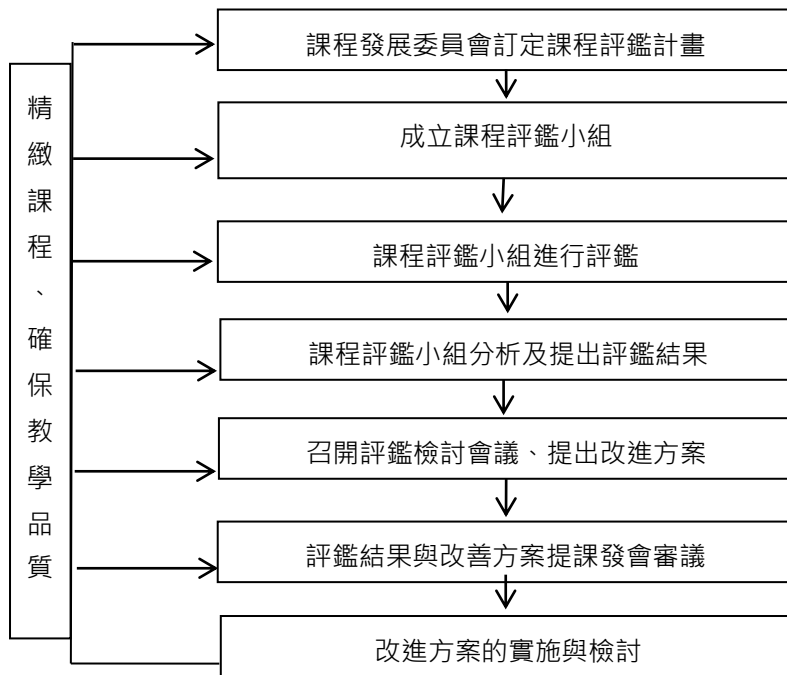 精緻課程、確保教學品質
課程發展委員會訂定課程評鑑計畫
成立課程評鑑小組
課程評鑑小組進行評鑑
課程評鑑小組分析及提出評鑑結果
召開評鑑檢討會議、提出改進方案
評鑑結果與改善方案提課發會審議
改進方案的實施與檢討